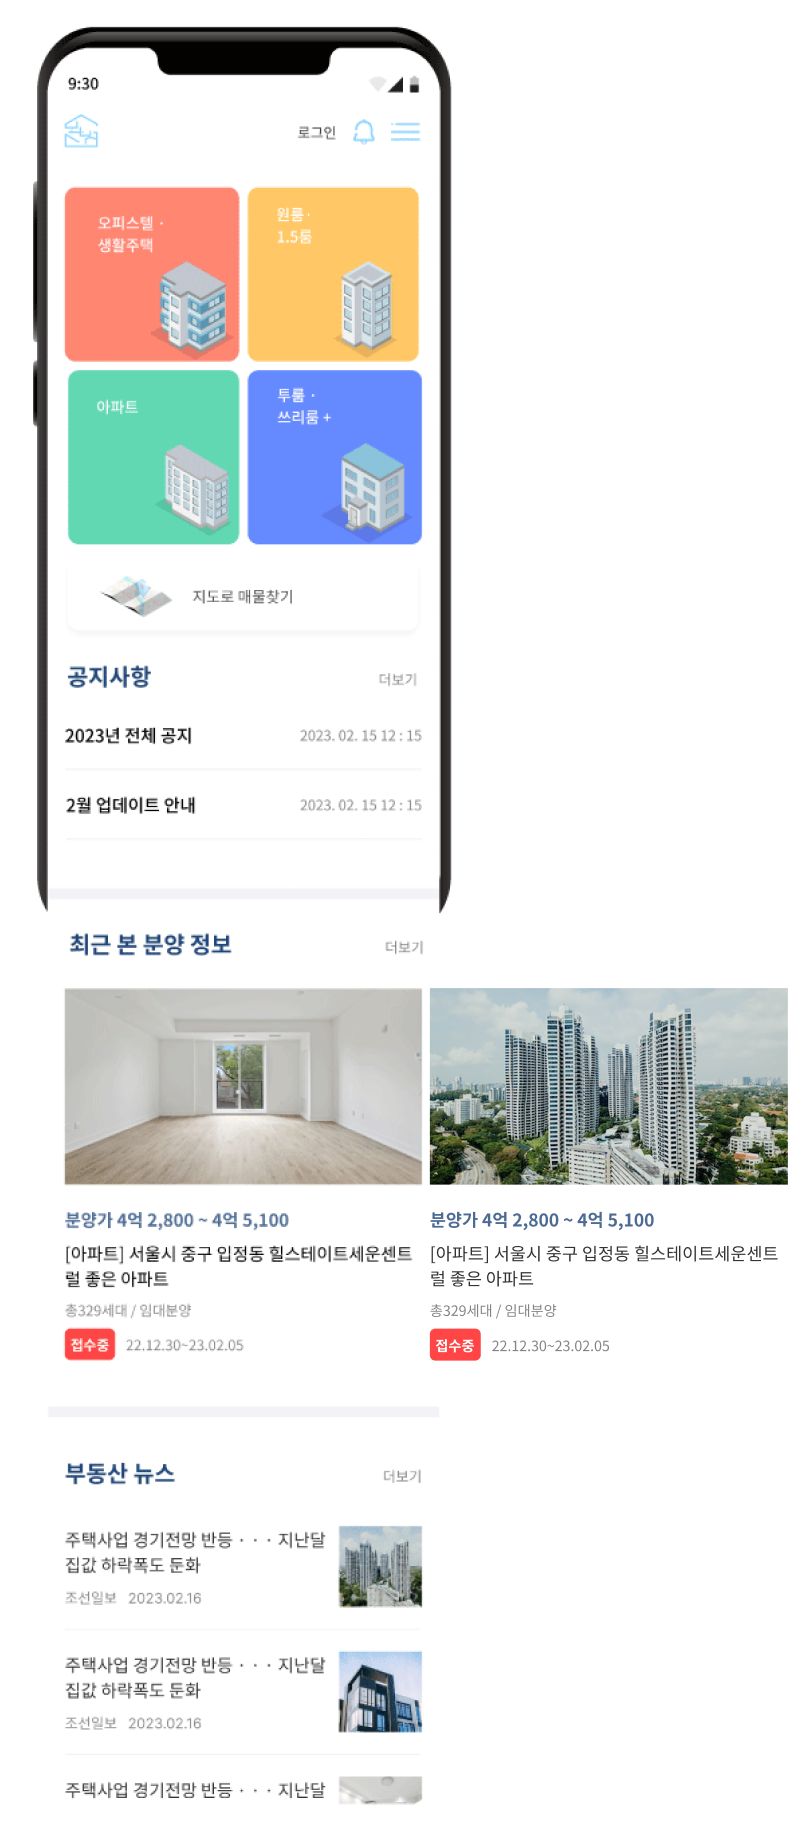 9:30
로그인
오피스텔 ·
생활주택
원룸 ·
1.5룸
아파트
투룸 ·
쓰리룸 +
지도로 매물찾기
공지사항 더보기
2023년 전체 공지 2023. 02. 15 12 : 15
2월 업데이트 안내 2023. 02. 15 12 : 15
최근 본 분양 정보 더보기
분양가 4억 2,800 ~ 4억 5,100
[아파트] 서울시 중구 입정동 힐스테이트세운센트
럴 좋은 아파트
총329세대 / 임대분양
접수중 22.12.30~23.02.05
분양가 4억 2,800 ~ 4억 5,100
[아파트] 서울시 중구 입정동 힐스테이트세운센트
럴 좋은 아파트
총329세대 / 임대분양
접수중 22.12.30~23.02.05
부동산 뉴스 더보기
주택사업 경기전망 반등 · · · 지난달
집값 하락폭도 둔화
조선일보 2023.02.16
주택사업 경기전망 반등 · · · 지난달
집값 하락폭도 둔화
조선일보 2023.02.16
주택사업 경기전망 반등 · · · 지난달